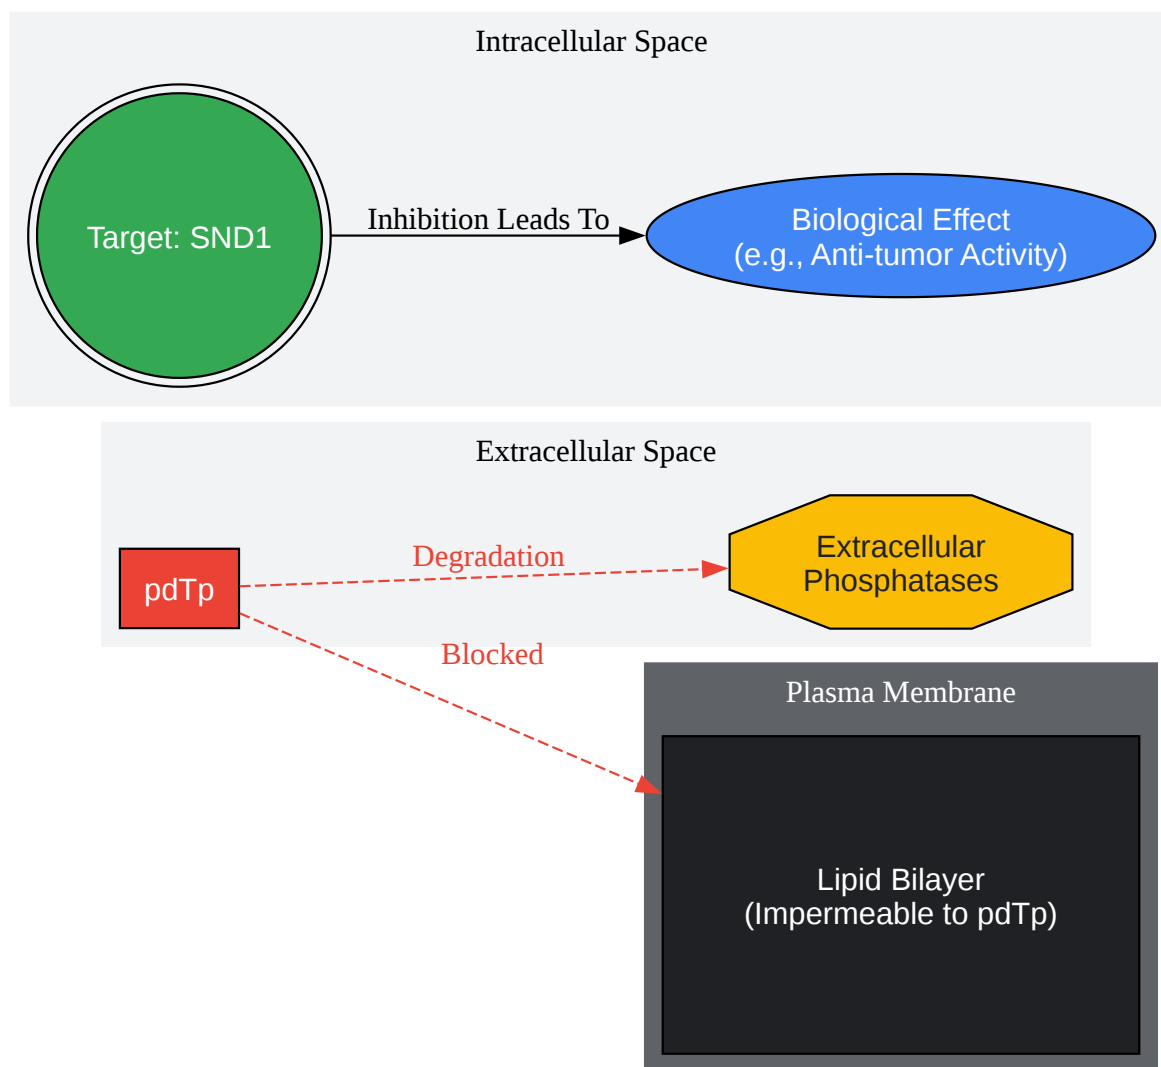 Intracellular Space
Target: SND1
Inhibition Leads To
Biological Effect
(e.g., Anti-tumor Activity)
Extracellular Space
pdTp
Degradation
Extracellular
Phosphatases
Blocked
Plasma Membrane
Lipid Bilayer
(Impermeable to pdTp)